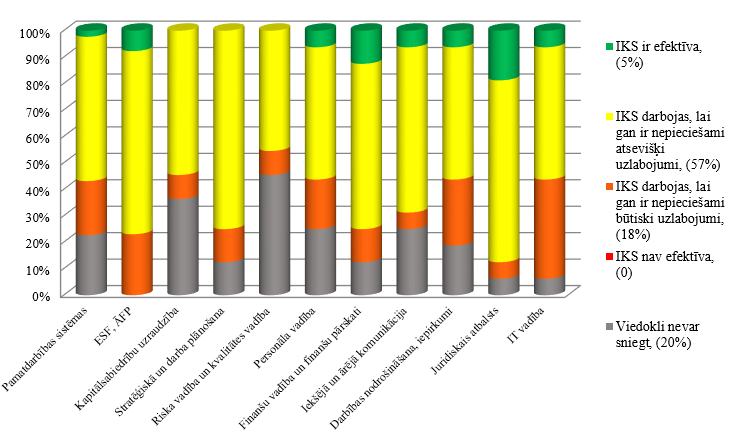 100%
90%
80%
70%
60%
50%
40%
30%
20%
10%
0%
Pamatdarbības sistēmas
ESF, ĀFP
Kapitālsabiedrību uzraudzība
Stratēģiskā un darba plānošana
Riska vadība un kvalitātes vadība
Personāla vadība
Finanšu vadība un finanšu pārskati
Iekšējā un ārējā komunikācija
Darbības nodrošināšana, iepirkumi
Juridiskais atbalsts
IT vadība
IKS ir efektīva,
(5%)
IKS darbojas, lai
gan ir nepieciešami
atsevišķi
uzlabojumi, (57%)
IKS darbojas, lai
gan ir nepieciešami
būtiski uzlabojumi,
(18%)
IKS nav efektīva,
(0)
Viedokli nevar
sniegt, (20%)